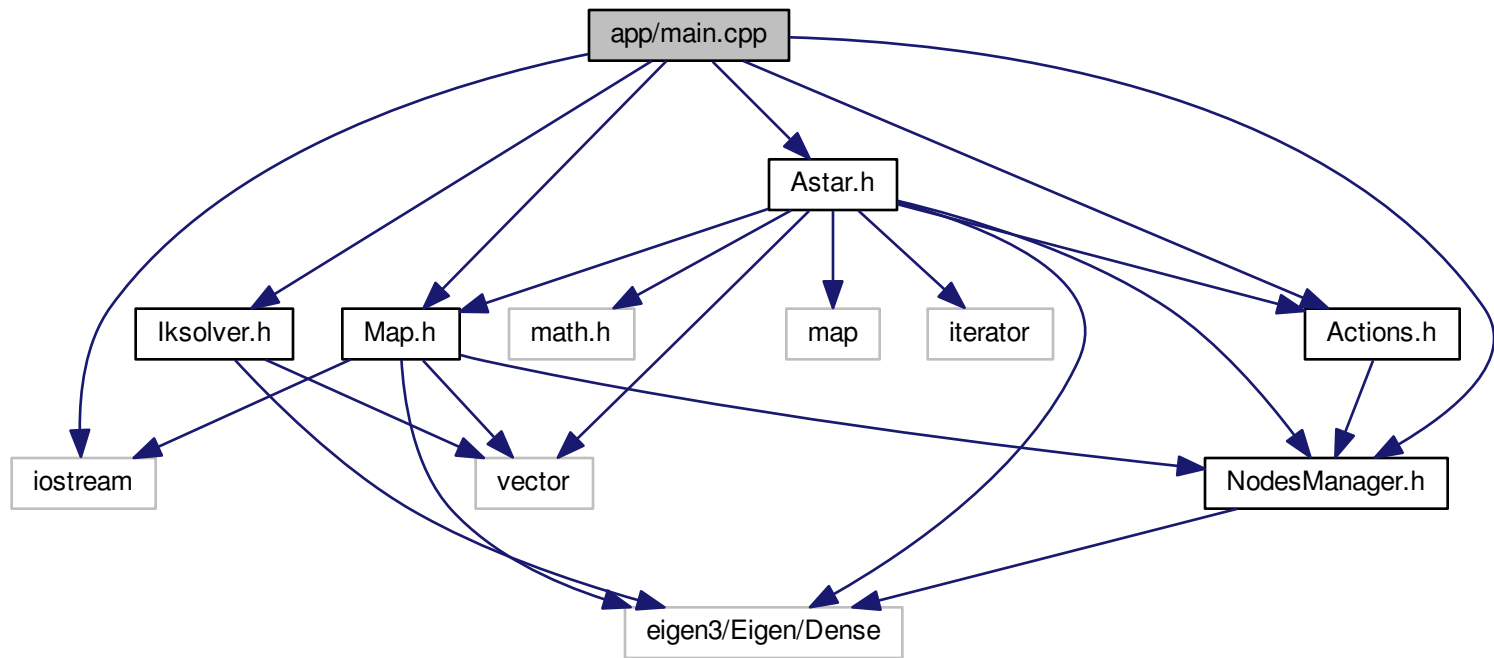 app/main.cpp
Astar.h
Iksolver.h
Map.h
math.h
map
iterator
Actions.h
iostream
vector
NodesManager.h
eigen3/Eigen/Dense